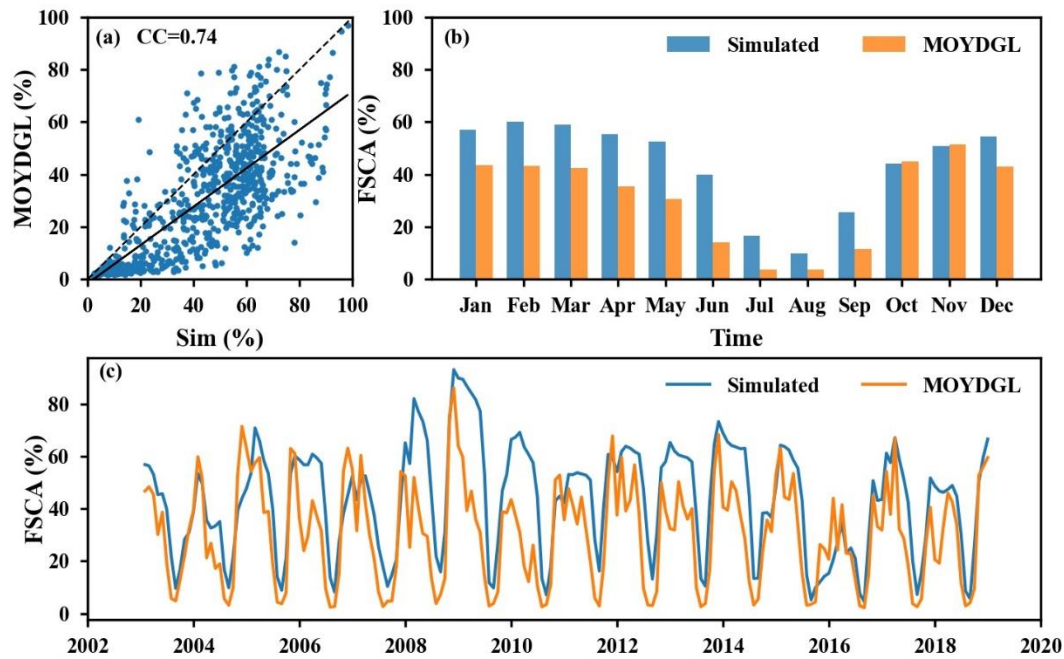 (a) CC=0.74
MOYDGL (%)
100
80
60
40
20
0
0 20 40 60 80 100
Sim (%)
(b) Simulated MOYDGL
FSCA (%)
100
80
60
40
20
0
Jan Feb Mar Apr May Jun Jul Aug Sep Oct Nov Dec
Time
(c) Simulated MOYDGL
FSCA (%)
80
60
40
20
0
2002 2004 2006 2008 2010 2012 2014 2016 2018 2020